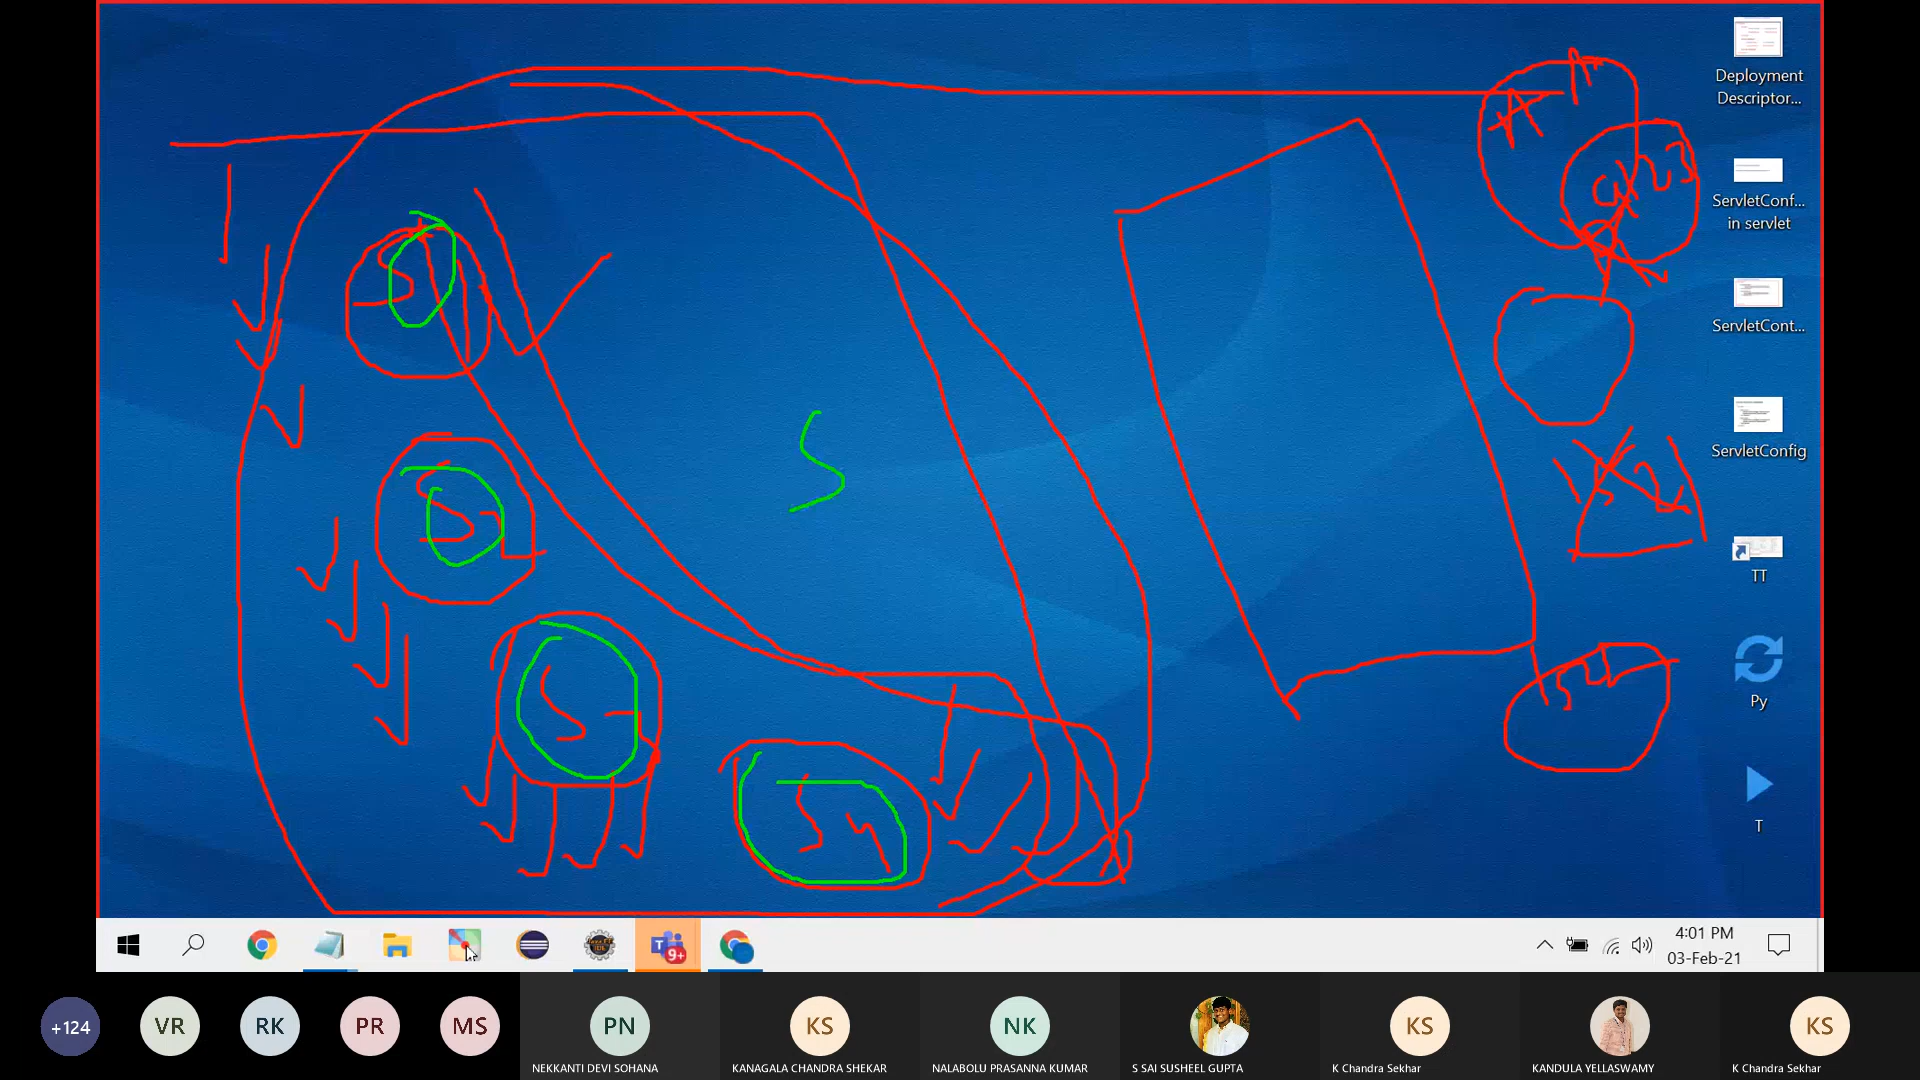 Deployment
Descriptor...
ServletConf...
in servlet
ServletCont...
ServletConfig
TT
Py
T
S
S
S
S
S4
9+
4:01 PM
03-Feb-21
+124
VR
RK
PR
MS
PN
KS
NK
KS
KS
NEKKANTI DEVI SOHANA
KANAGALA CHANDRA SHEKAR
NALABOLU PRASANNA KUMAR
S SAI SUSHEEL GUPTA
K Chandra Sekhar
KANDULA YELLASWAMY
K Chandra Sekhar